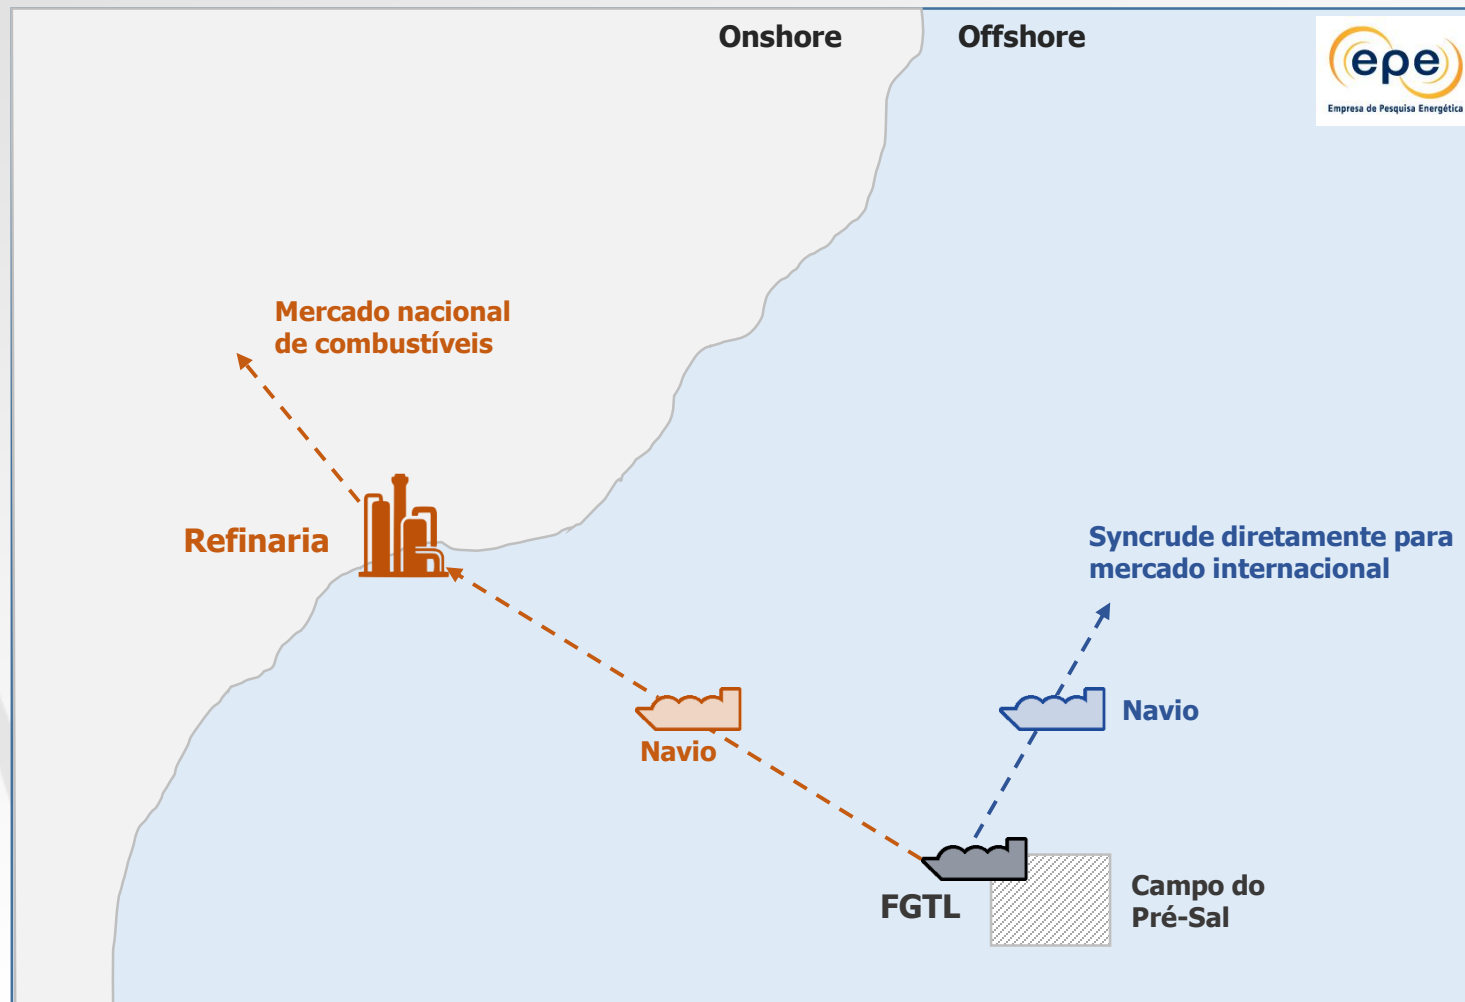 Onshore
Offshore
epe
Empresa de Pesquisa Energética
Mercado nacional
de combustíveis
Refinaria
Syncrude diretamente para
mercado internacional
Navio
Navio
FGTL
Campo do
Pré-Sal